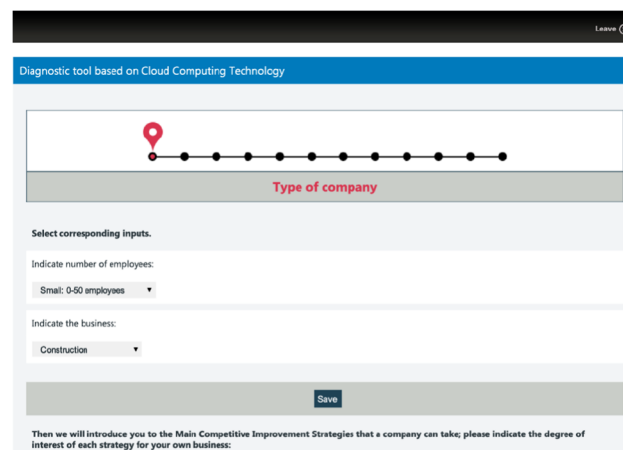 Leave
Diagnostic tool based on Cloud Computing Technology
Type of company
Select corresponding inputs.
Indicate number of employees:
Small: 0-50 employees
Indicate the business:
Construction
Save
Then we will introduce you to the Main Competitive Improvement Strategies that a company can take; please indicate the degree of
interest of each strategy for your own business: